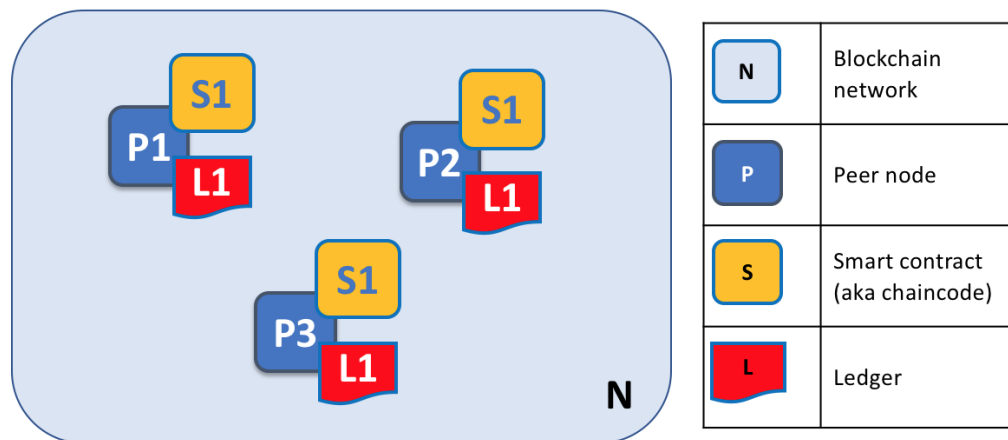 S1
P1
L1
S1
P2
L1
S1
P3
L1
N
N
Blockchain
network
P
Peer node
S
Smart contract
(aka chaincode)
L
Ledger